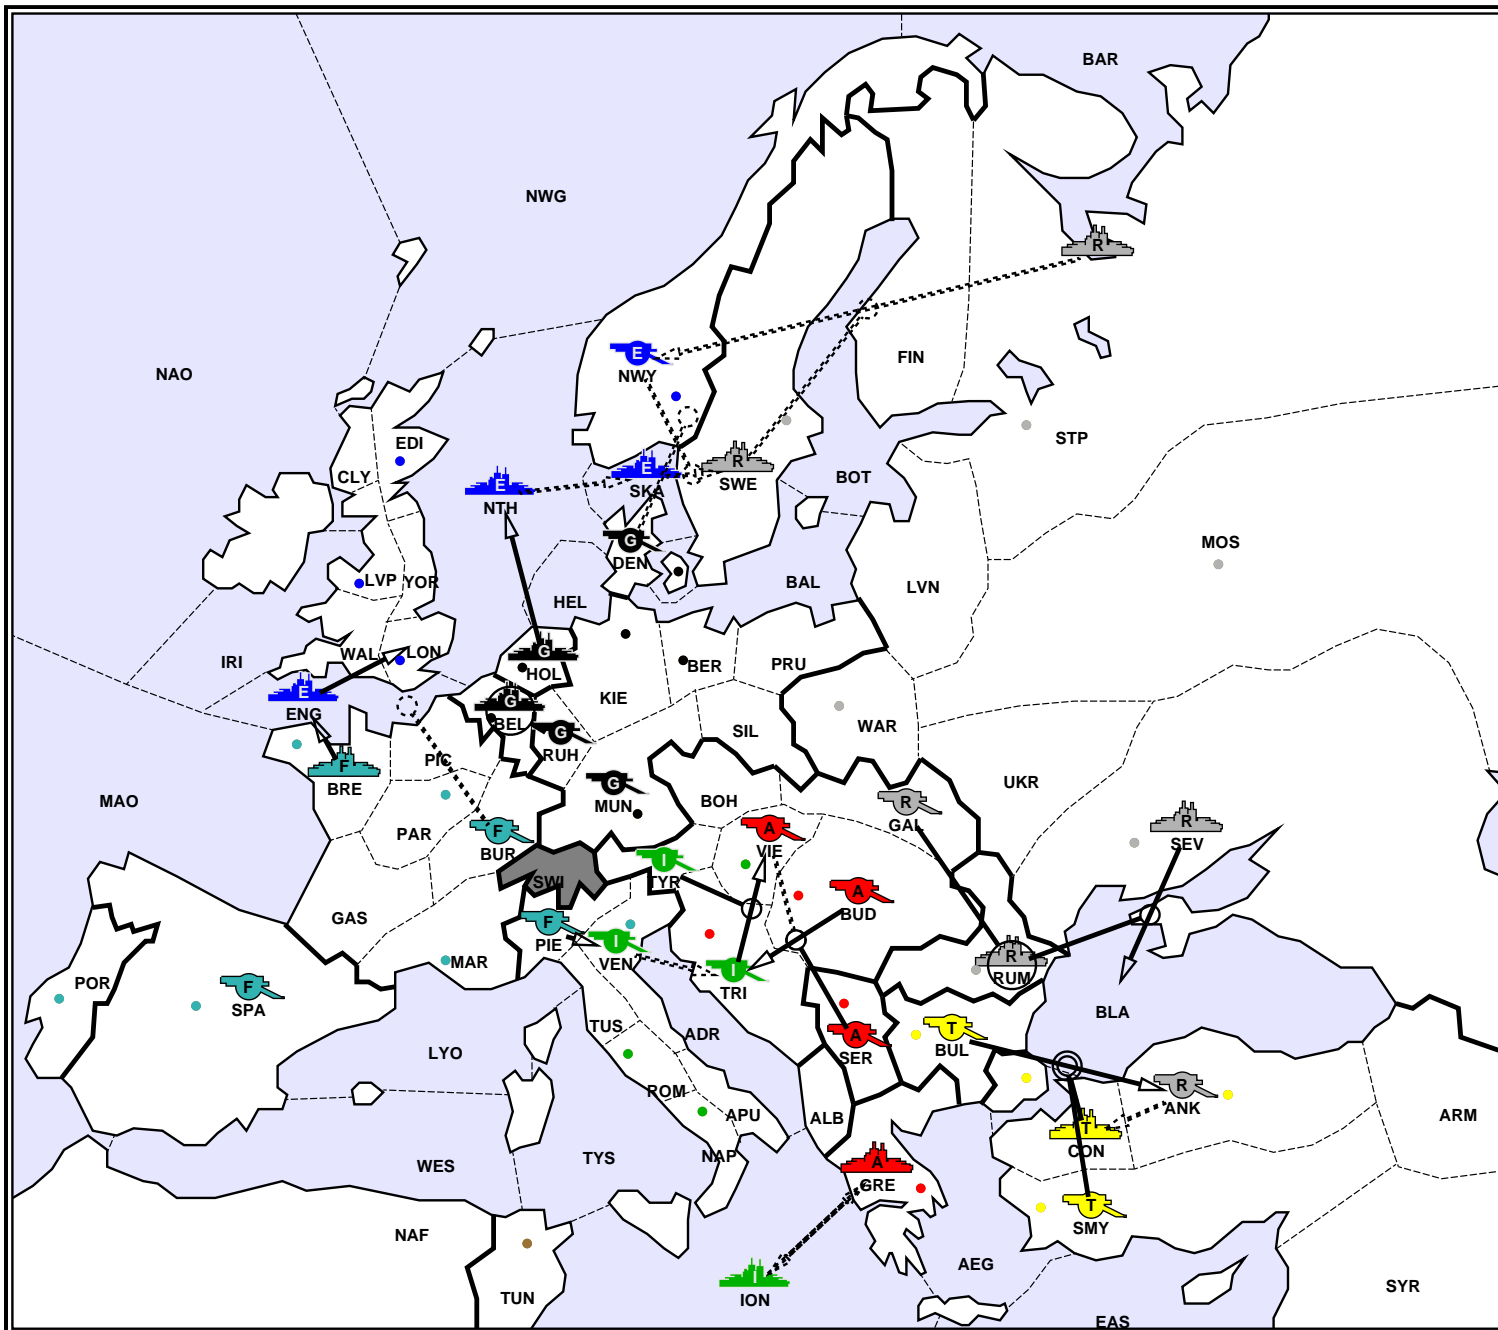 BAR
NWG
R
NAO
E
NWY
FIN
STP
EDI
CLY
E
SKA
R
SWE
BOT
E
NTH
G
DEN
MOS
LVP
YOR
HEL
BAL
LVN
IRI
WAL
LON
G
HOL
KIE
BER
PRU
E
ENG
G
BEL
G
RUH
SIL
WAR
PIC
F
BRE
G
MUN
BOH
UKR
MAO
R
GAL
R
SEV
PAR
F
BUR
A
VIE
I
TYR
SWI
A
BUD
GAS
F
PIE
I
VEN
MAR
I
TRI
R
RUM
POR
F
SPA
BLA
TUS
ADR
LYO
A
SER
T
BUL
ROM
APU
ALB
R
ANK
ARM
T
CON
WES
TYS
NAP
A
GRE
T
SMY
NAF
AEG
I
ION
TUN
SYR
EAS